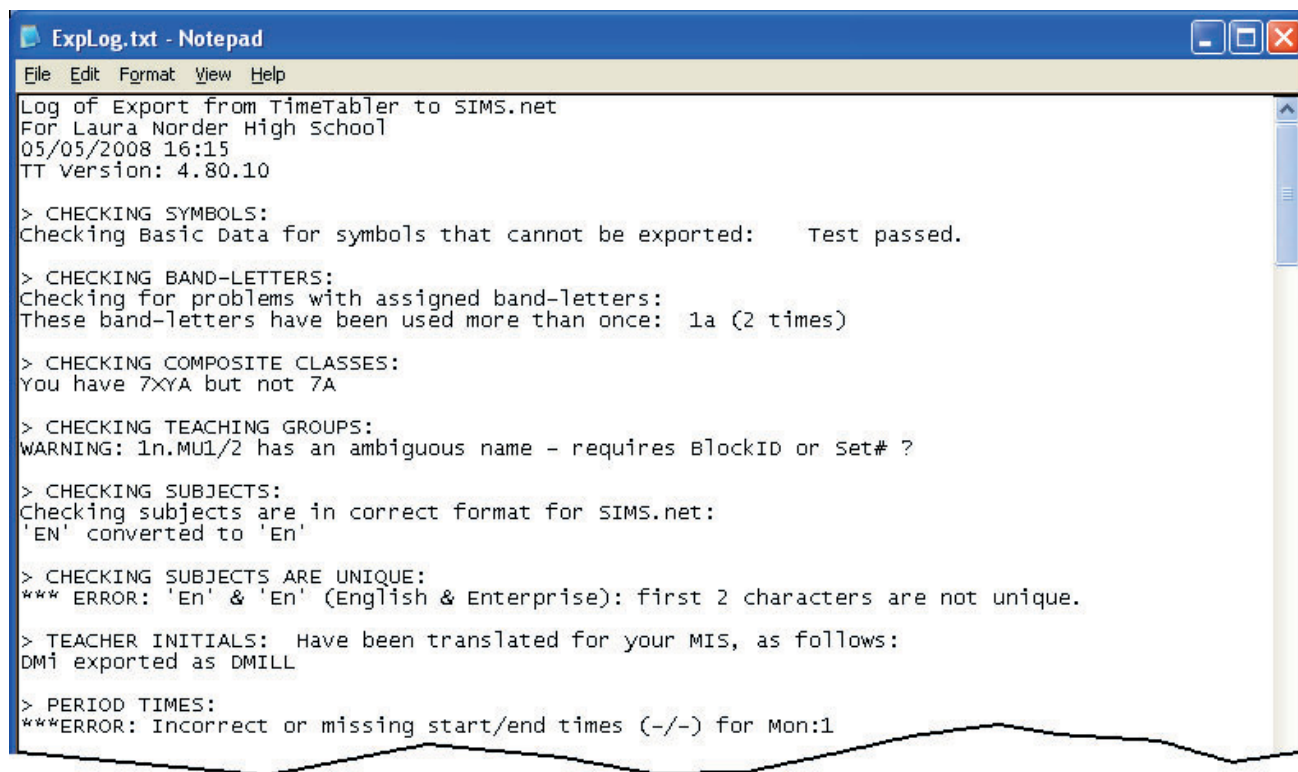 ExpLog.txt - Notepad
File Edit Format View Help
Log of Export from TimeTabler to SIMS.net
For Laura Norder High School
05/05/2008 16:15
TT Version: 4.80.10
> CHECKING SYMBOLS:
Checking Basic Data for symbols that cannot be exported:    Test passed.
> CHECKING BAND-LETTERS:
Checking for problems with assigned band-letters:
These band-letters have been used more than once:  1a (2 times)
> CHECKING COMPOSITE CLASSES:
You have 7XYA but not 7A
> CHECKING TEACHING GROUPS:
WARNING: 1n.MU1/2 has an ambiguous name - requires BlockID or Set# ?
> CHECKING SUBJECTS:
Checking subjects are in correct format for SIMS.net:
'EN' converted to 'En'
> CHECKING SUBJECTS ARE UNIQUE:
*** ERROR: 'En' & 'En' (English & Enterprise): first 2 characters are not unique.
> TEACHER INITIALS:  Have been translated for your MIS, as follows:
DMi exported as DMILL
> PERIOD TIMES:
***ERROR: Incorrect or missing start/end times (-/-) for Mon:1